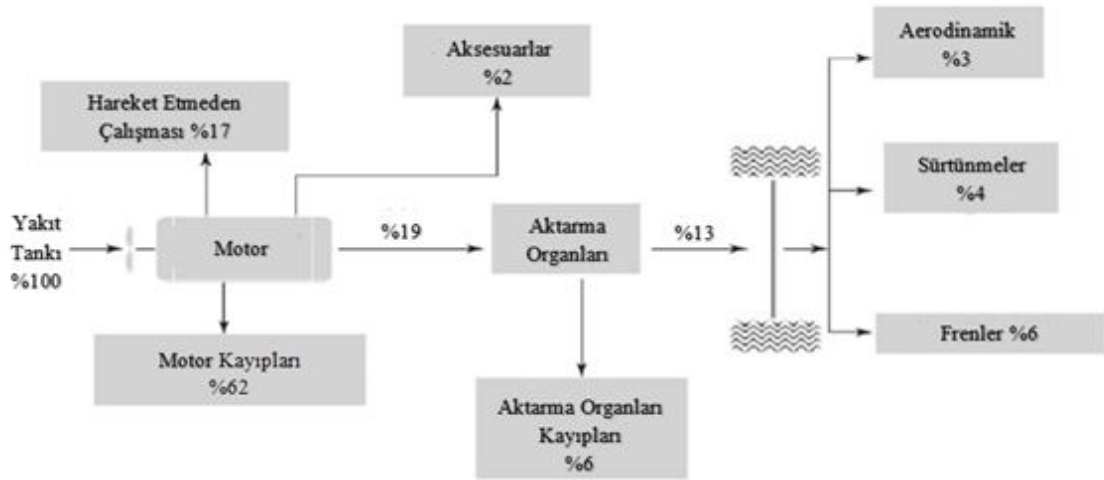 Aksesuarlar
%2
Aerodinamik
%3
Hareket Etmeden
Çalışması %17
Yakıt
Tankı
%100
Motor
%19
Aktarma
Organları
%13
Sürtünmeler
%4
Motor Kayıpları
%62
Aktarma Organları
Kayıpları
%6
Frenler %6